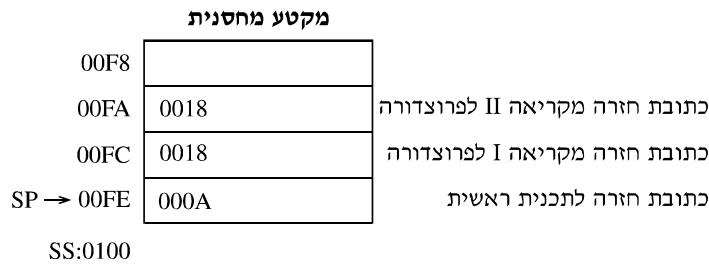 מקטע מחסנית
00F8
00FA 0018 כתובת חזרה מקריאה II לפרוצדורה
00FC 0018 כתובת חזרה מקריאה I לפרוצדורה
SP → 00FE 000A כתובת חזרה לתכנית ראשית
SS:0100